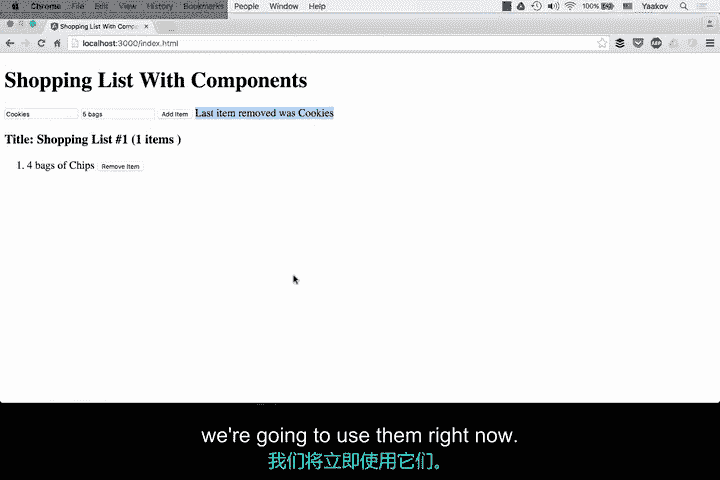 Chrome File Edit View History Bookmarks People Window Help 100% Yaakov
Shopping List With Compo
localhost:3000/index.html
Shopping List With Components
Cookies 5 bags Add Item Last item removed was Cookies
Title: Shopping List #1 (1 items )
1. 4 bags of Chips Remove Item
we're going to use them right now.
我们将立即使用它们。